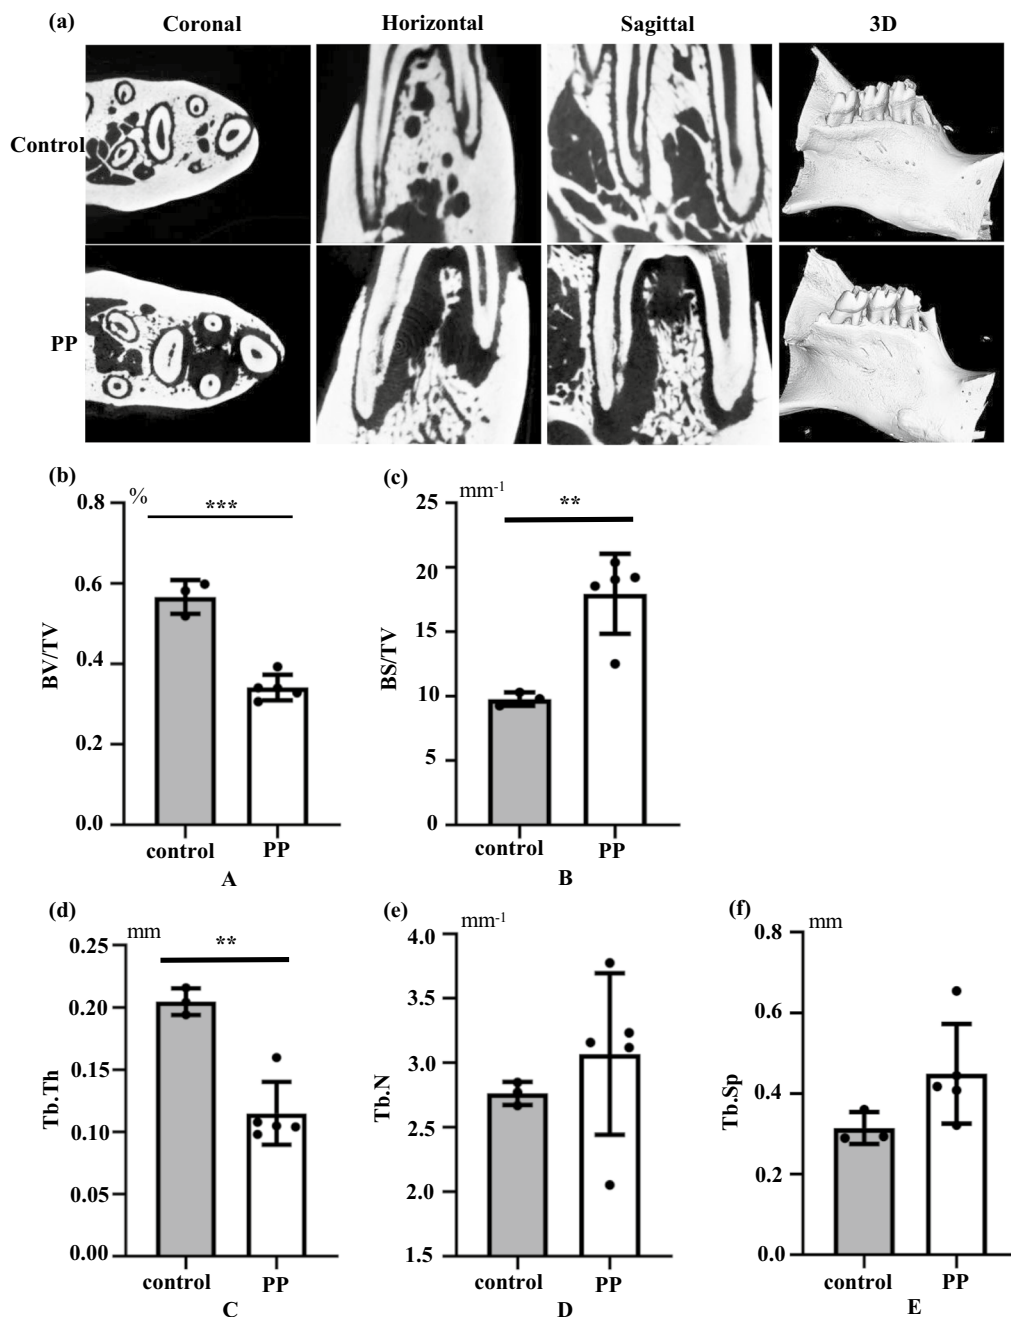 (a) Coronal Horizontal Sagittal 3D
Control
PP
(b) (c)
% ***
0.8
0.6
0.4
0.2
0.0
BV/TV
control PP
A
mm-1 **
25
20
15
10
5
0
BS/TV
control PP
B
(d) (e) (f)
mm **
0.25
0.20
0.15
0.10
0.05
0.00
Tb.Th
control PP
C
mm-1
4.0
3.5
3.0
2.5
2.0
1.5
Tb.N
control PP
D
mm
0.8
0.6
0.4
0.2
0.0
Tb.Sp
control PP
E